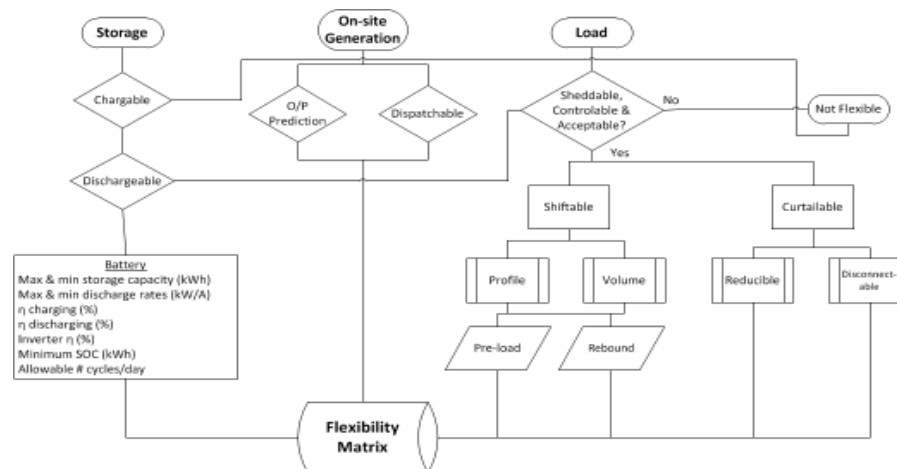 Storage
On-site
Generation
Load
Chargable
O/P
Prediction
Dispatchable
Sheddable,
Controlable &
Acceptable?
No
Not Flexible
Yes
Dischargeable
Shiftable
Curtailable
Battery
Max & min storage capacity (kWh)
Max & min discharge rates (kW/A)
η charging (%)
η discharging (%)
Inverter η (%)
Minimum SOC (kWh)
Allowable # cycles/day
Profile
Volume
Reducible
Disconnect-
able
Pre-load
Rebound
Flexibility
Matrix